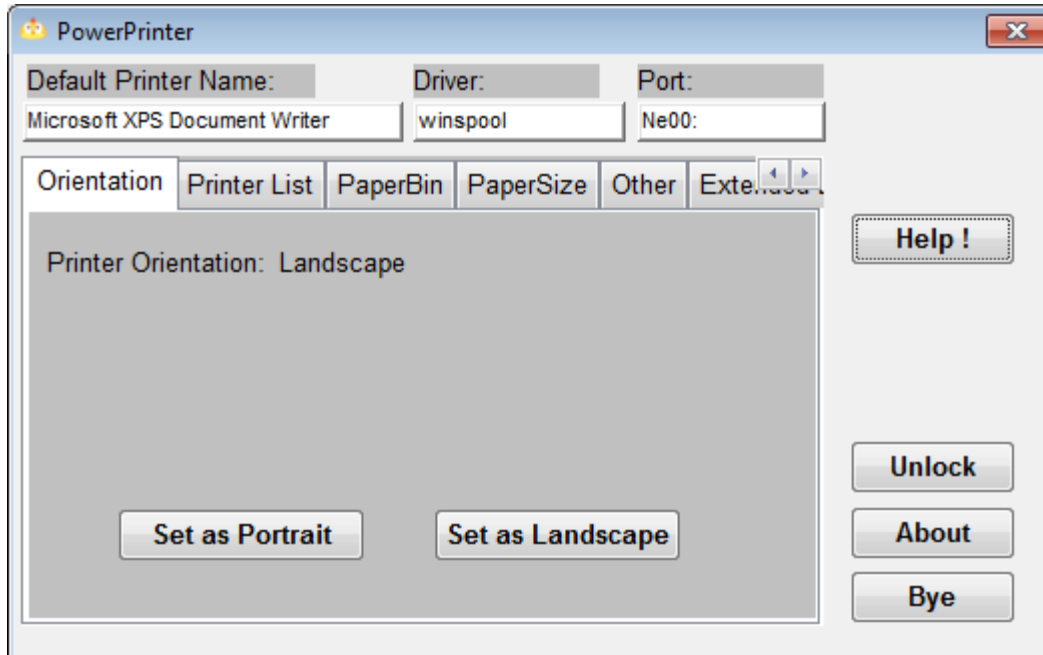 PowerPrinter
Default Printer Name: Driver: Port:
Microsoft XPS Document Writer winspool Ne00:
Orientation Printer List PaperBin PaperSize Other
Help !
Printer Orientation: Landscape
Unlock
Set as Portrait Set as Landscape
About
Bye